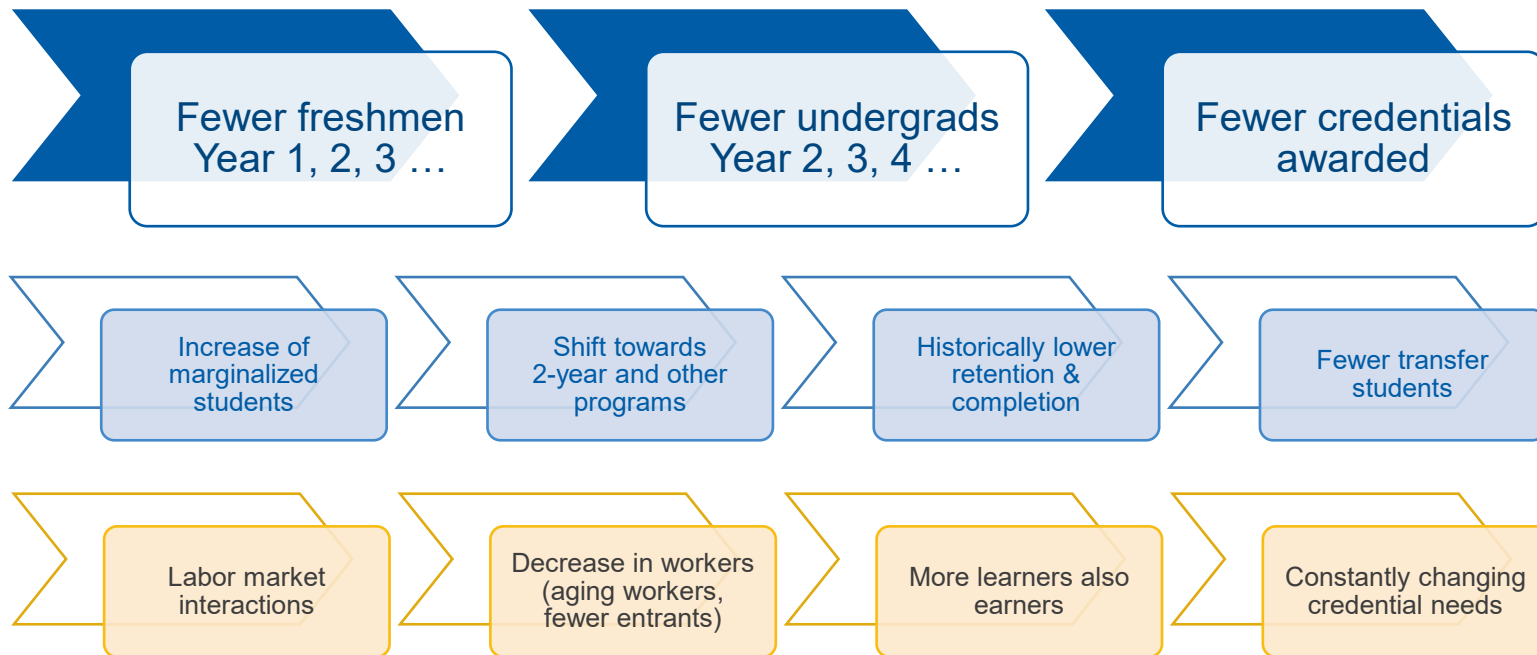 Fewer freshmen
Year 1, 2, 3 …
Fewer undergrads
Year 2, 3, 4 …
Fewer credentials
awarded
Increase of
marginalized
students
Shift towards
2-year and other
programs
Historically lower
retention &
completion
Fewer transfer
students
Labor market
interactions
Decrease in workers
(aging workers,
fewer entrants)
More learners also
earners
Constantly changing
credential needs